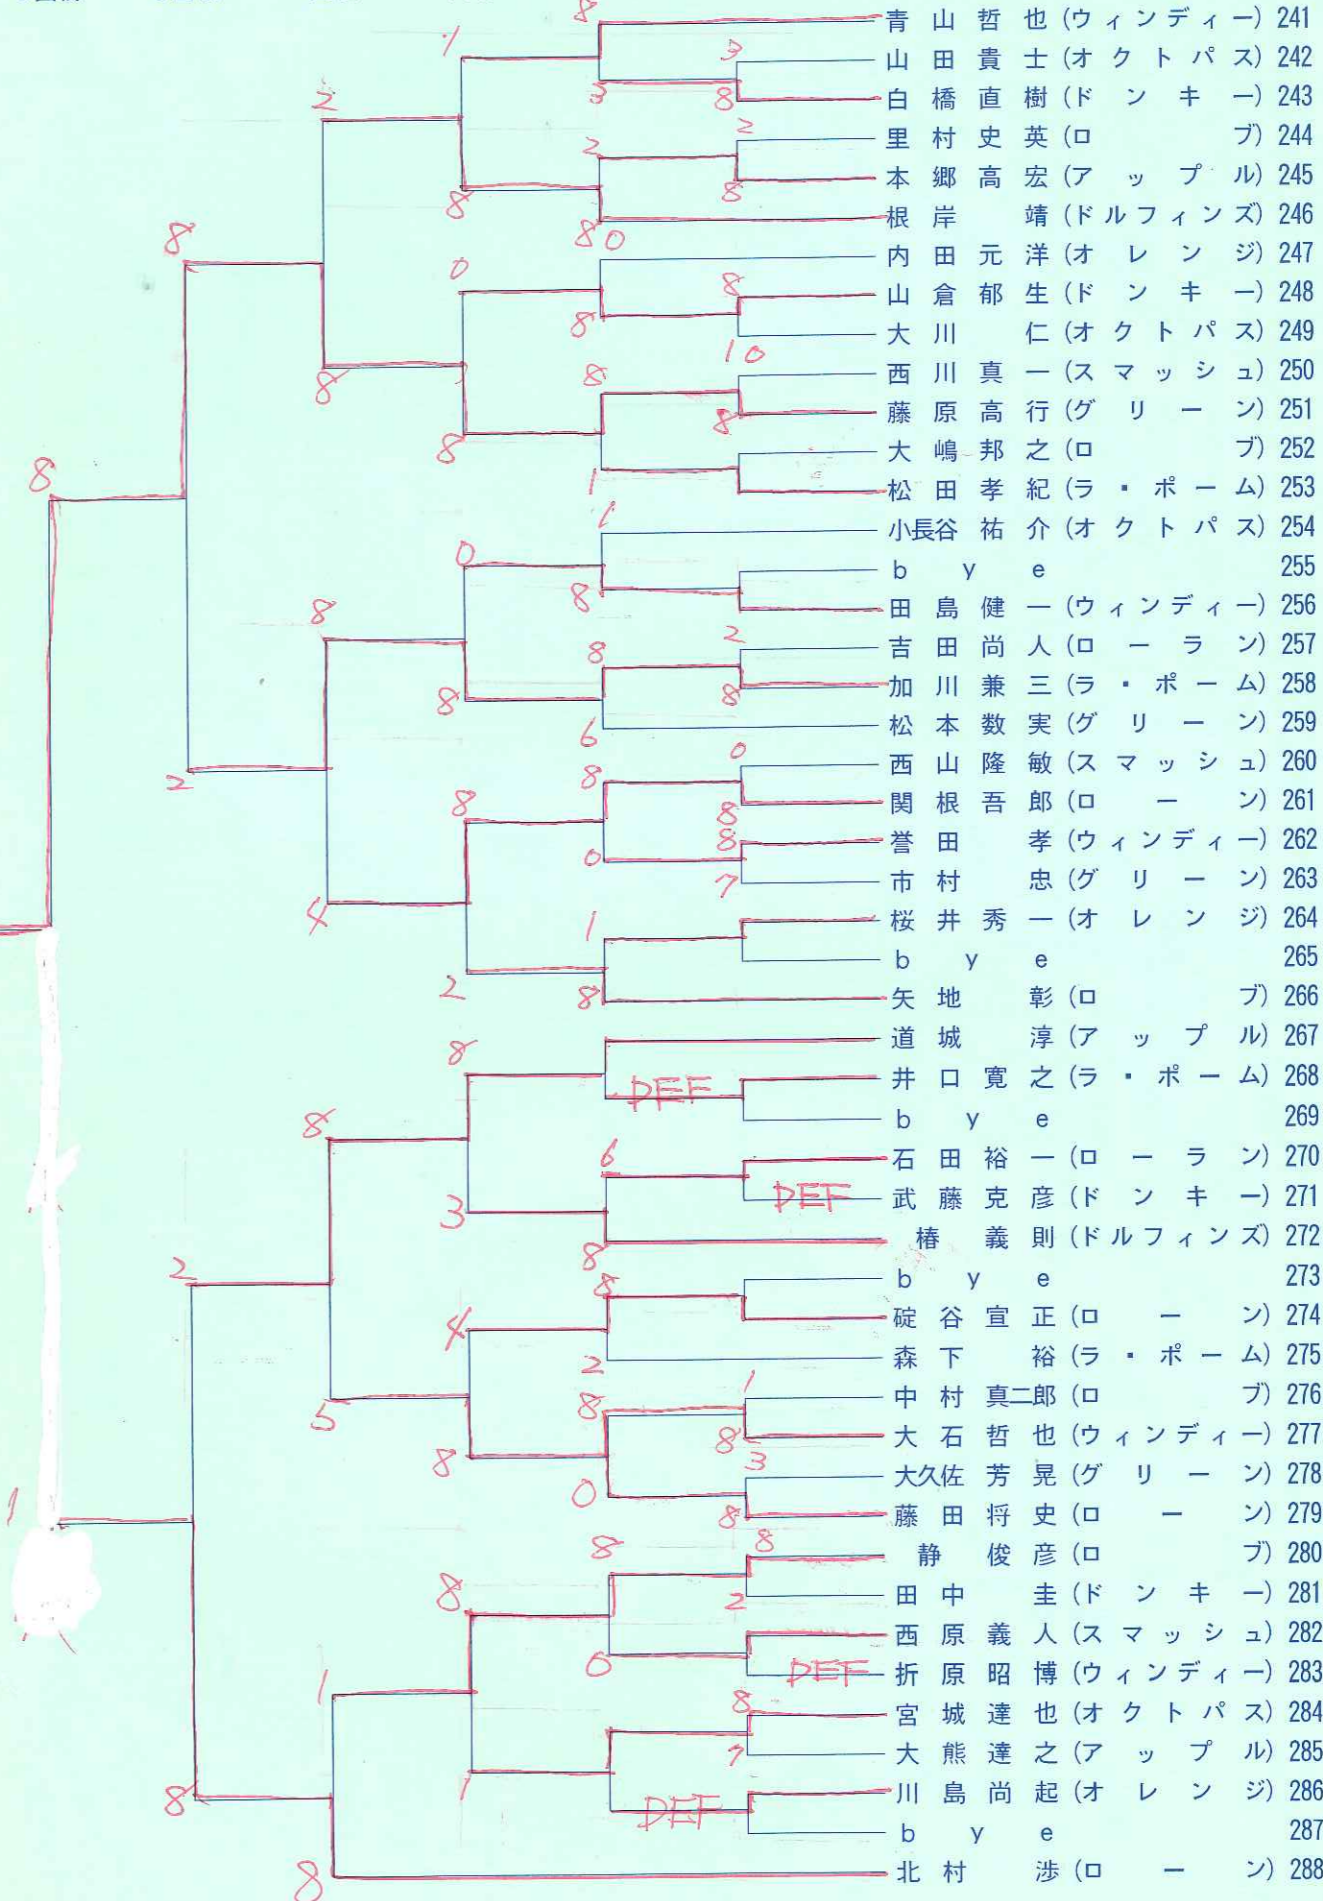 青山哲也(ウィンディー) 241
山田貴士(オクトパス) 242
白橋直樹(ドンキー) 243
里村史英(ロブ) 244
本郷高宏(アップル) 245
根岸靖(ドルフィンズ) 246
内田元洋(オレンジ) 247
山倉郁生(ドンキー) 248
大川仁(オクトパス) 249
西川真一(スマッシュ) 250
藤原高行(グリーン) 251
大嶋邦之(ロブ) 252
松田孝紀(ラ・ポーム) 253
小長谷祐介(オクトパス) 254
bye 255
田島健一(ウィンディー) 256
吉田尚人(ローラン) 257
加川兼三(ラ・ポーム) 258
松本数実(グリーン) 259
西山隆敏(スマッシュ) 260
関根吾郎(ローン) 261
誉田孝(ウィンディー) 262
市村忠(グリーン) 263
桜井秀一(オレンジ) 264
bye 265
矢地彰(ロブ) 266
道城淳(アップル) 267
井口寛之(ラ・ポーム) 268
DEF
bye 269
石田裕一(ローラン) 270
武藤克彦(ドンキー) 271
DEF
椿義則(ドルフィンズ) 272
bye 273
碇谷宣正(ローン) 274
森下裕(ラ・ポーム) 275
中村真二郎(ロブ) 276
大石哲也(ウィンディー) 277
大久佐芳晃(グリーン) 278
藤田将史(ローン) 279
静俊彦(ロブ) 280
田中圭(ドンキー) 281
西原義人(スマッシュ) 282
折原昭博(ウィンディー) 283
DEF
宮城達也(オクトパス) 284
大熊達之(アップル) 285
川島尚起(オレンジ) 286
DEF
bye 287
北村渉(ローン) 288